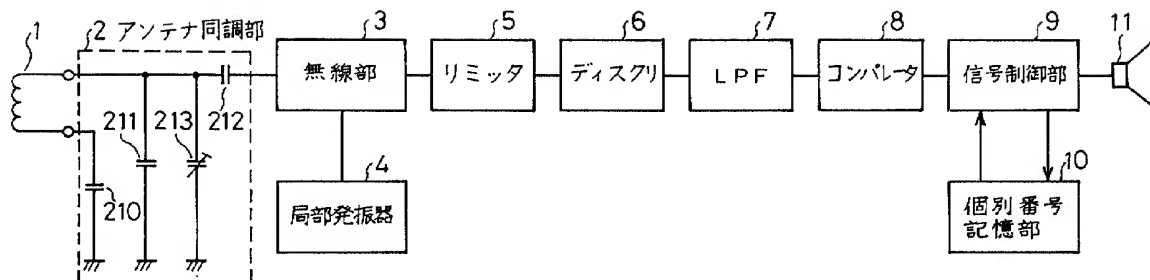 1
2 アンテナ同調部
3
5
6
7
8
9
11
無線部
リミッタ
ディスクリ
LPF
コンパレータ
信号制御部
211
213
212
210
4
局部発振器
10
個別番号
記憶部